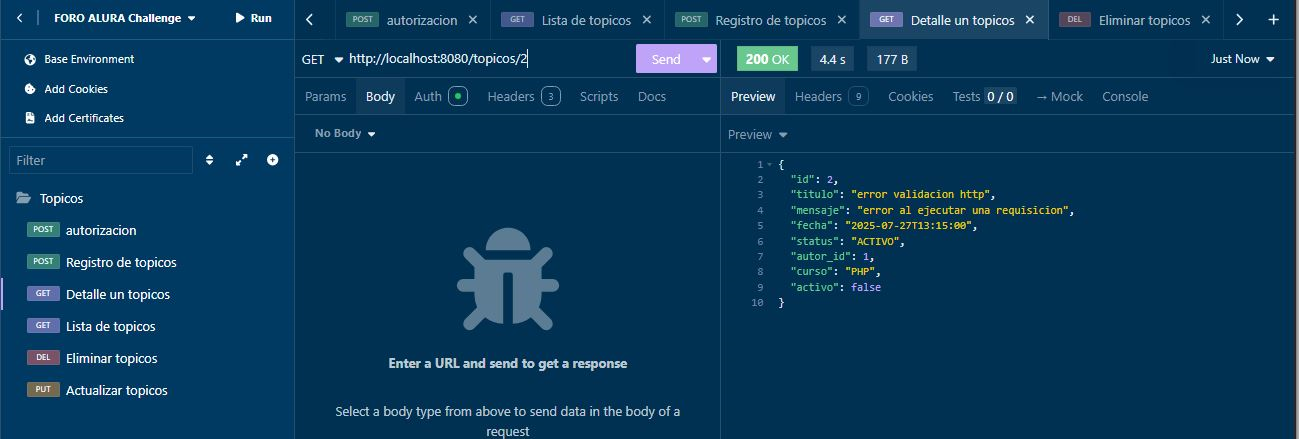 FORO ALURA Challenge
Run
Base Environment
Add Cookies
Add Certificates
Filter
Topicos
POST autorizacion
POST Registro de topicos
GET Detalle un topicos
GET Lista de topicos
DEL Eliminar topicos
PUT Actualizar topicos
POST autorizacion
GET Lista de topicos
POST Registro de topicos
GET Detalle un topicos
DEL Eliminar topicos
GET http://localhost:8080/topicos/2
Send
Params Body Auth Headers 3 Scripts Docs
No Body
Enter a URL and send to get a response
Select a body type from above to send data in the body of a
request
200 OK 4.4 s 177 B Just Now
Preview Headers 9 Cookies Tests 0 / 0 → Mock Console
Preview
1 {
2 "id": 2,
3 "titulo": "error validacion http",
4 "mensaje": "error al ejecutar una requisicion",
5 "fecha": "2025-07-27T13:15:00",
6 "status": "ACTIVO",
7 "autor_id": 1,
8 "curso": "PHP",
9 "activo": false
10 }